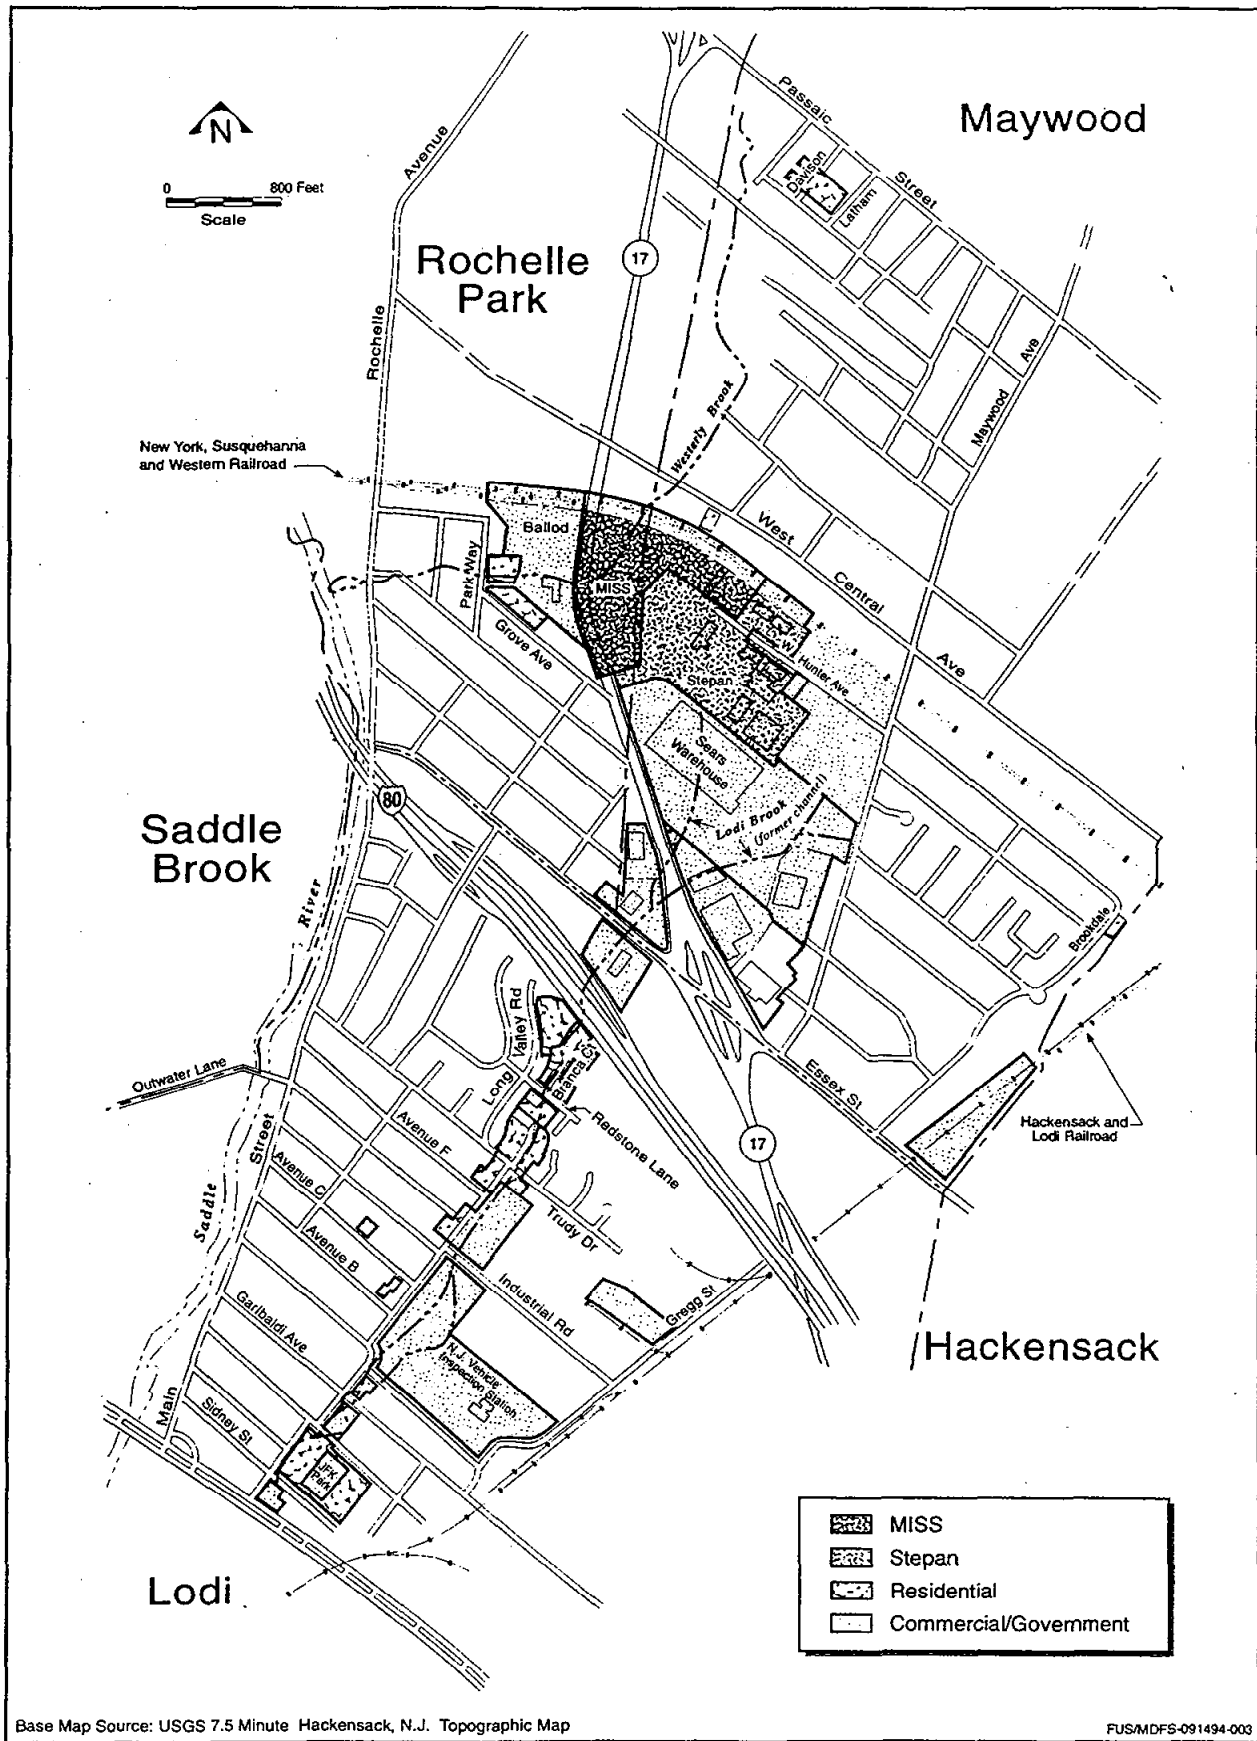 Maywood
Passaic
Street
Davison
Latham
N
0 800 Feet
Scale
Avenue
Rochelle
Rochelle
Park
17
Maywood
Ave
Westerly Brook
New York, Susquehanna
and Western Railroad
West
Central
Ave
Ballod
MISS
Park Way
Grove Ave
W. Hunter Ave.
Stepan
Sears
Warehouse
Lodi Brook
(former channel)
80
Saddle
Brook
River
Saddle
Brookdale
Long Valley Rd
Branca Ct
Redstone Lane
Essex St
Outwater Lane
Hackensack and
Lodi Railroad
17
Avenue F
Avenue C
Avenue B
Trudy Dr
Industrial Rd
Gregg St
Street
Main
Garibaldi Ave
Sidney St
N.J. Vehicle
Inspection Station
JFK
Park
Hackensack
Lodi
MISS
Stepan
Residential
Commercial/Government
Base Map Source: USGS 7.5 Minute Hackensack, N.J. Topographic Map
FUS/MDFS-091494-003